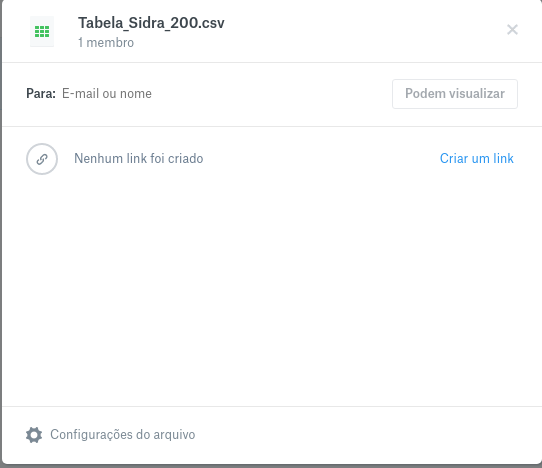 Tabela_Sidra_200.csv
1 membro
Para: E-mail ou nome
Podem visualizar
Nenhum link foi criado
Criar um link
Configurações do arquivo